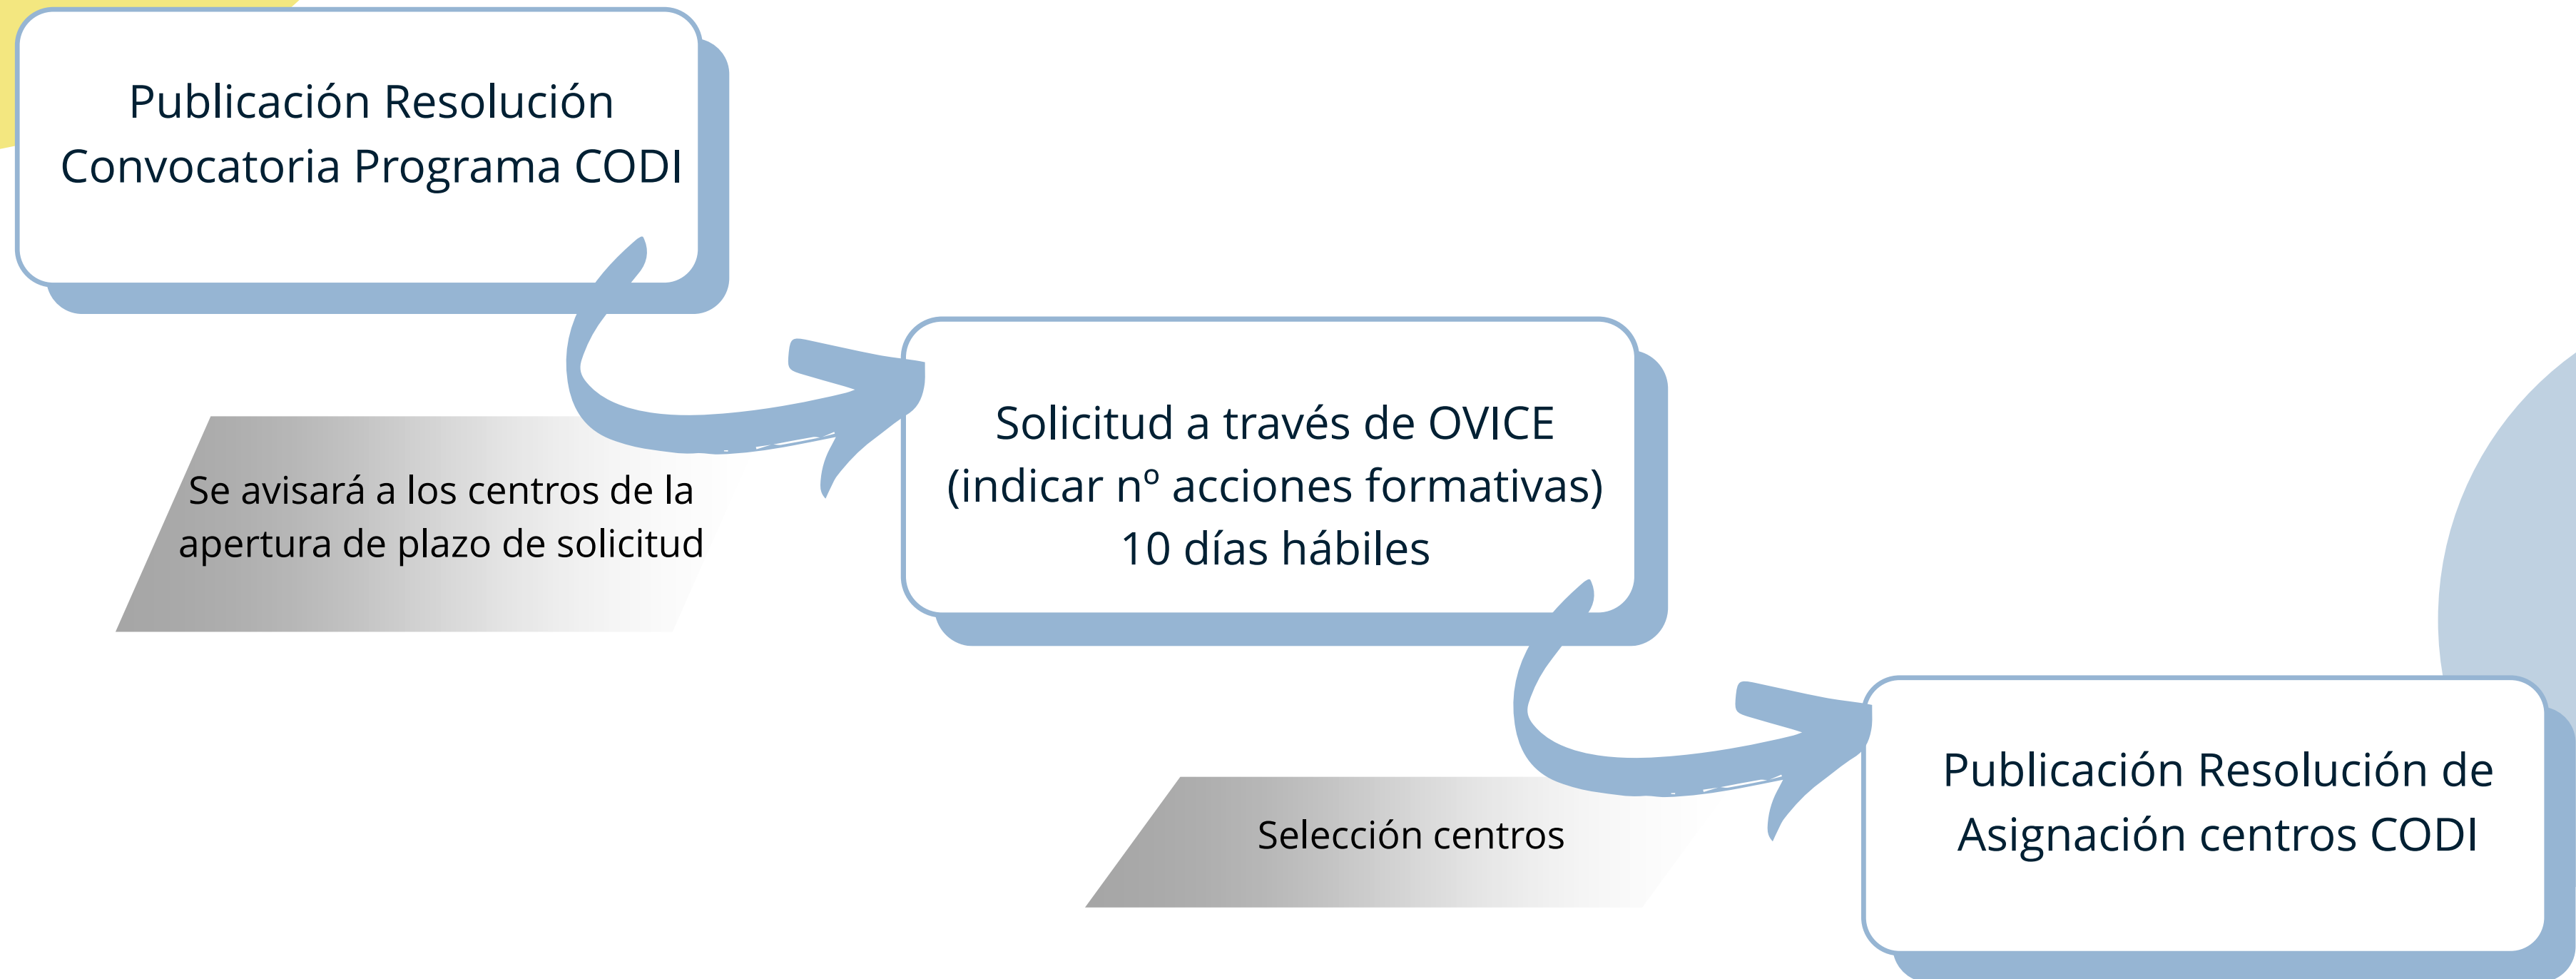 Publicación Resolución
Convocatoria Programa CODI
Se avisará a los centros de la
apertura de plazo de solicitud
Solicitud a través de OVICE
(indicar nº acciones formativas)
10 días hábiles
Selección centros
Publicación Resolución de
Asignación centros CODI